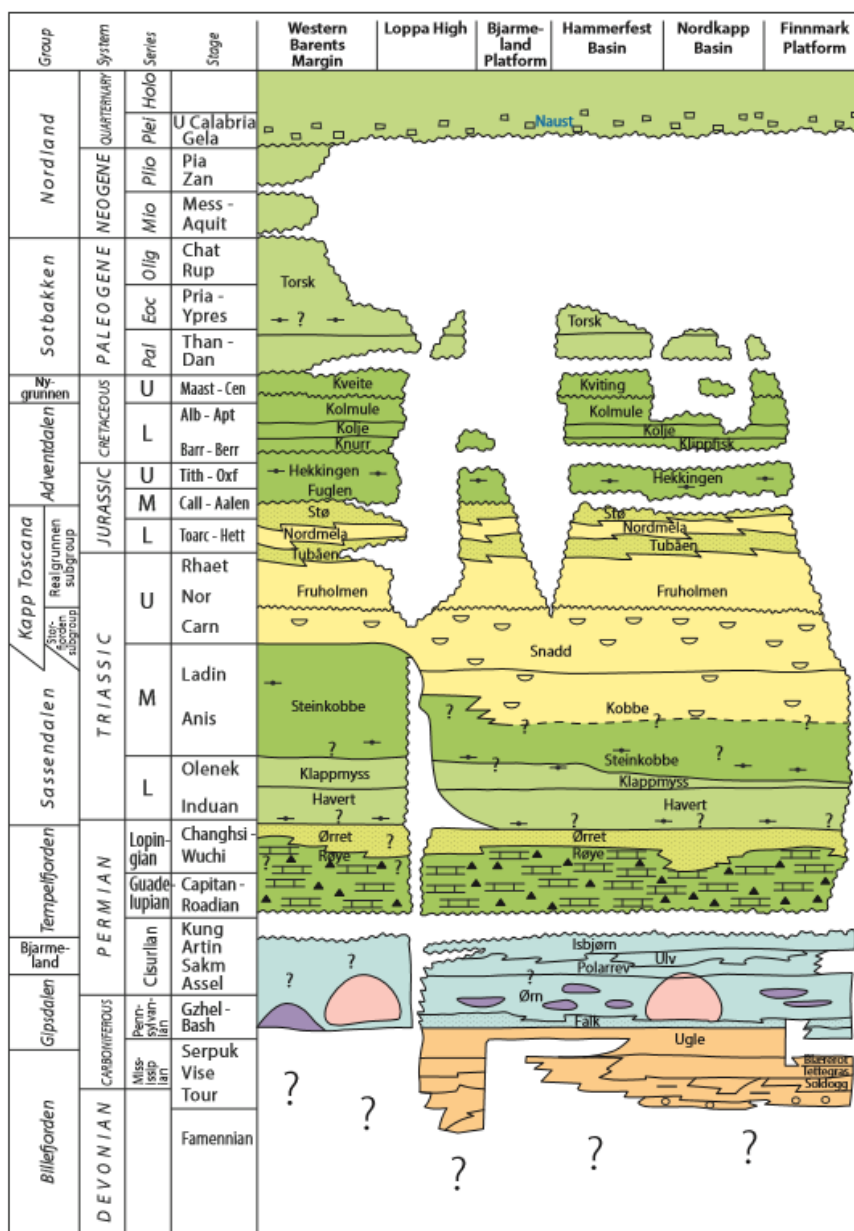 Group
System
Series
Stage
Western
Barents
Margin
Loppa High
Bjarme-
land
Platform
Hammerfest
Basin
Nordkapp
Basin
Finnmark
Platform
Nordland
Sotbakken
Ny-
grunnen
Adventdalen
Kapp Toscana
Realgrunnen
subgroup
Stor-
fjorden
subgroup
Sassendalen
Tempelfjorden
Bjarme-
land
Gipsdalen
Billefjorden
QUARTERNARY
NEOGENE
PALEOGENE
CRETACEOUS
JURASSIC
TRIASSIC
PERMIAN
CARBONIFEROUS
DEVONIAN
Holo
Plei
Plio
Mio
Olig
Eoc
Pal
U
L
U
M
L
U
M
L
Lopin-
gian
Guade-
lupian
Cisurlian
Penn-
sylvan-
ian
Miss-
issip
ian
U Calabria
Gela
Pia
Zan
Mess -
Aquit
Chat
Rup
Pria -
Ypres
Than -
Dan
Maast - Cen
Alb - Apt
Barr - Berr
Tith - Oxf
Call - Aalen
Toarc - Hett
Rhaet
Nor
Carn
Ladin
Anis
Olenek
Induan
Changhsi -
Wuchi
Capitan -
Roadian
Kung
Artin
Sakm
Assel
Gzhel -
Bash
Serpuk
Vise
Tour
Famennian
Naust
Torsk
?
Torsk
Kveite
Kviting
Kolmule
Kolmule
Kolje
Kolje
Knurr
Klippfisk
Hekkingen
Hekkingen
Fuglen
Stø
Stø
Nordmela
Nordmela
Tubåen
Tubåen
Fruholmen
Fruholmen
Snadd
Kobbe
Steinkobbe
? ? ? ?
? Steinkobbe
? ?
Klappmyss
Klappmyss
Havert
Havert
? ? ?
Ørret
?
Ørret
Røye
Røye
? ?
Isbjørn
Ulv
Polarrev
? ?
?
Ørn
Falk
Ugle
Blærerot
Tettegras
Soldogg
? ? ? ? ?